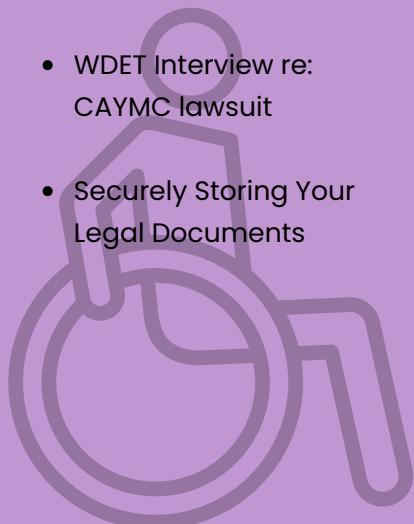 • WDET Interview re:
CAYMC lawsuit
• Securely Storing Your
Legal Documents